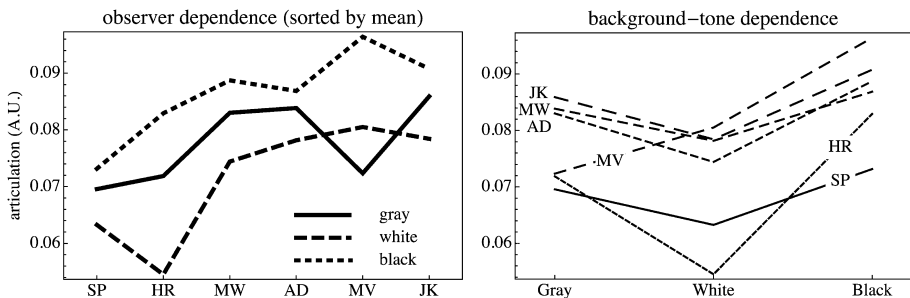 observer dependence (sorted by mean)
articulation (A.U.)
0.09
0.08
0.07
0.06
gray
white
black
SP HR MW AD MV JK
background−tone dependence
0.09
0.08
0.07
0.06
JK
MW
AD
MV
HR
SP
Gray White Black